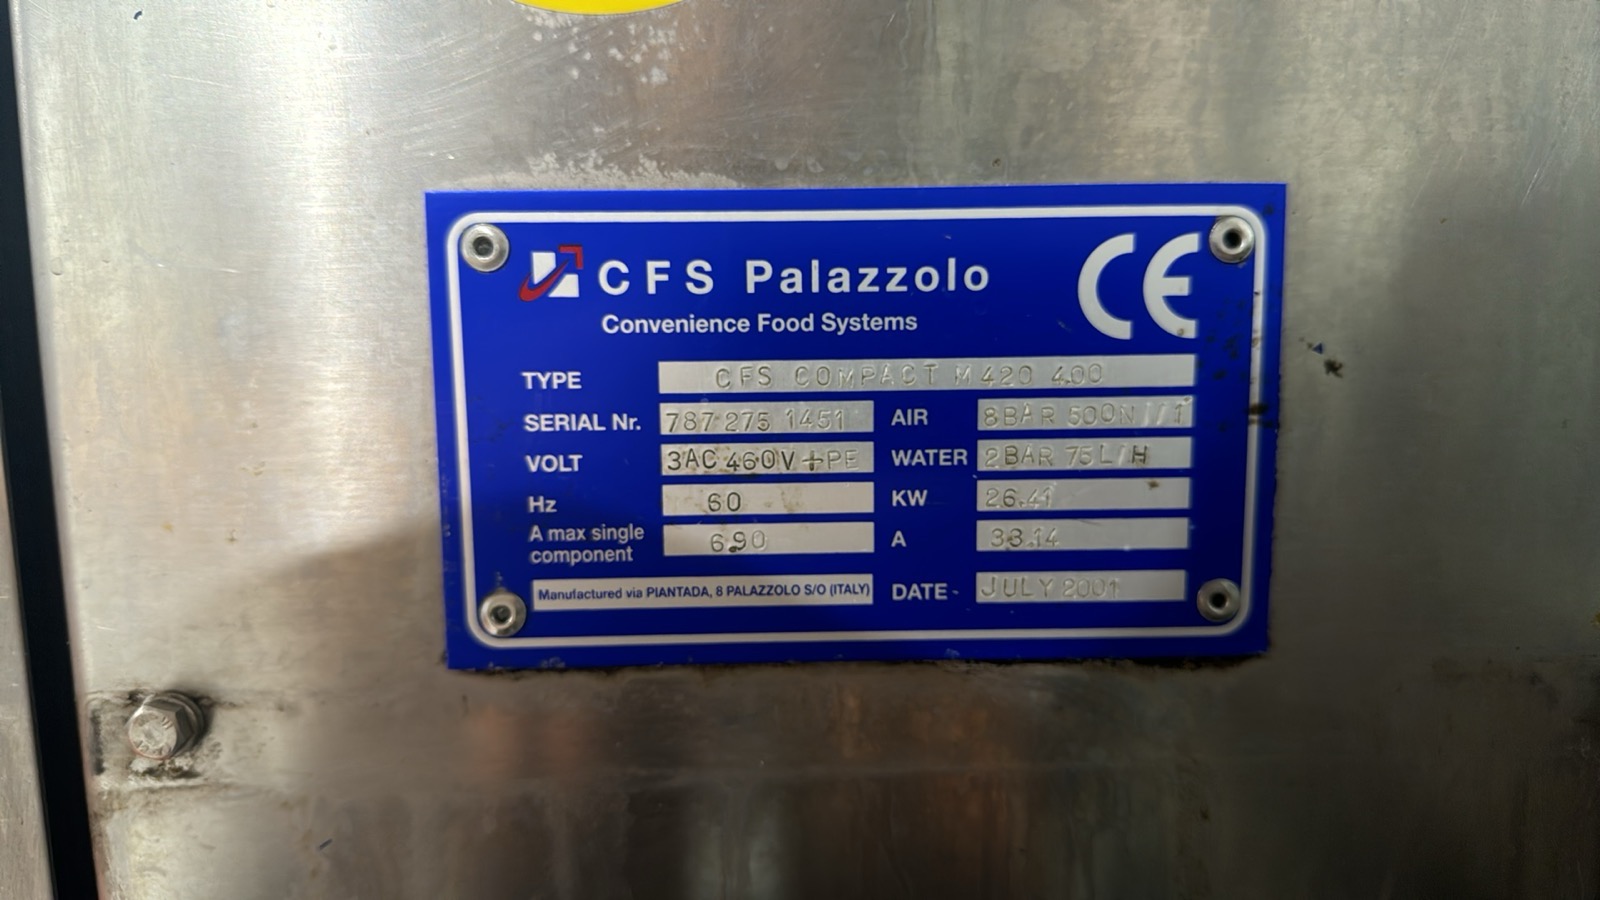 CFS Palazzolo
Convenience Food Systems
CE
TYPE CFS COMPACT M420 400
SERIAL Nr. 787 275 1451 AIR 8BAR 500N//1'
VOLT 3AC 460V+PE WATER 2BAR 75L/H
Hz 60 KW 26.41
A max single component 6.90 A 33.14
Manufactured via PIANTADA, 8 PALAZZOLO S/O (ITALY) DATE JULY 2001